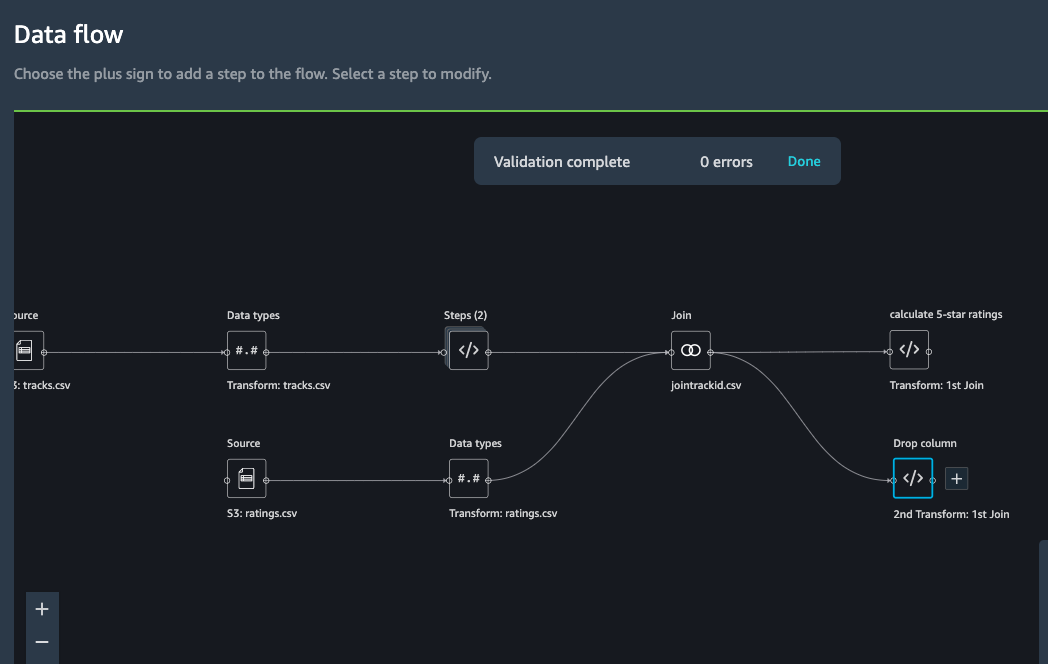 Data flow
Choose the plus sign to add a step to the flow. Select a step to modify.
Validation complete 0 errors Done
ource Data types Steps (2) Join calculate 5-star ratings
#.#
3: tracks.csv Transform: tracks.csv jointrackid.csv Transform: 1st Join
Source Data types Drop column
#.#
S3: ratings.csv Transform: ratings.csv 2nd Transform: 1st Join